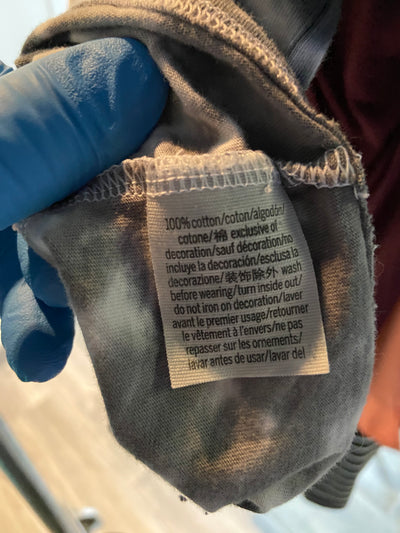 100% cotton/coton/algodón/
cotone/棉 exclusive of
decoration/sauf décoration/no
incluye la decoración/esclusa la
decorazione/装饰除外 wash
before wearing/turn inside out/
do not iron on decoration/laver
avant le premier usage/retourner
le vêtement à l'envers/ne pas
repasser sur les ornements/
lavar antes de usar/lavar del